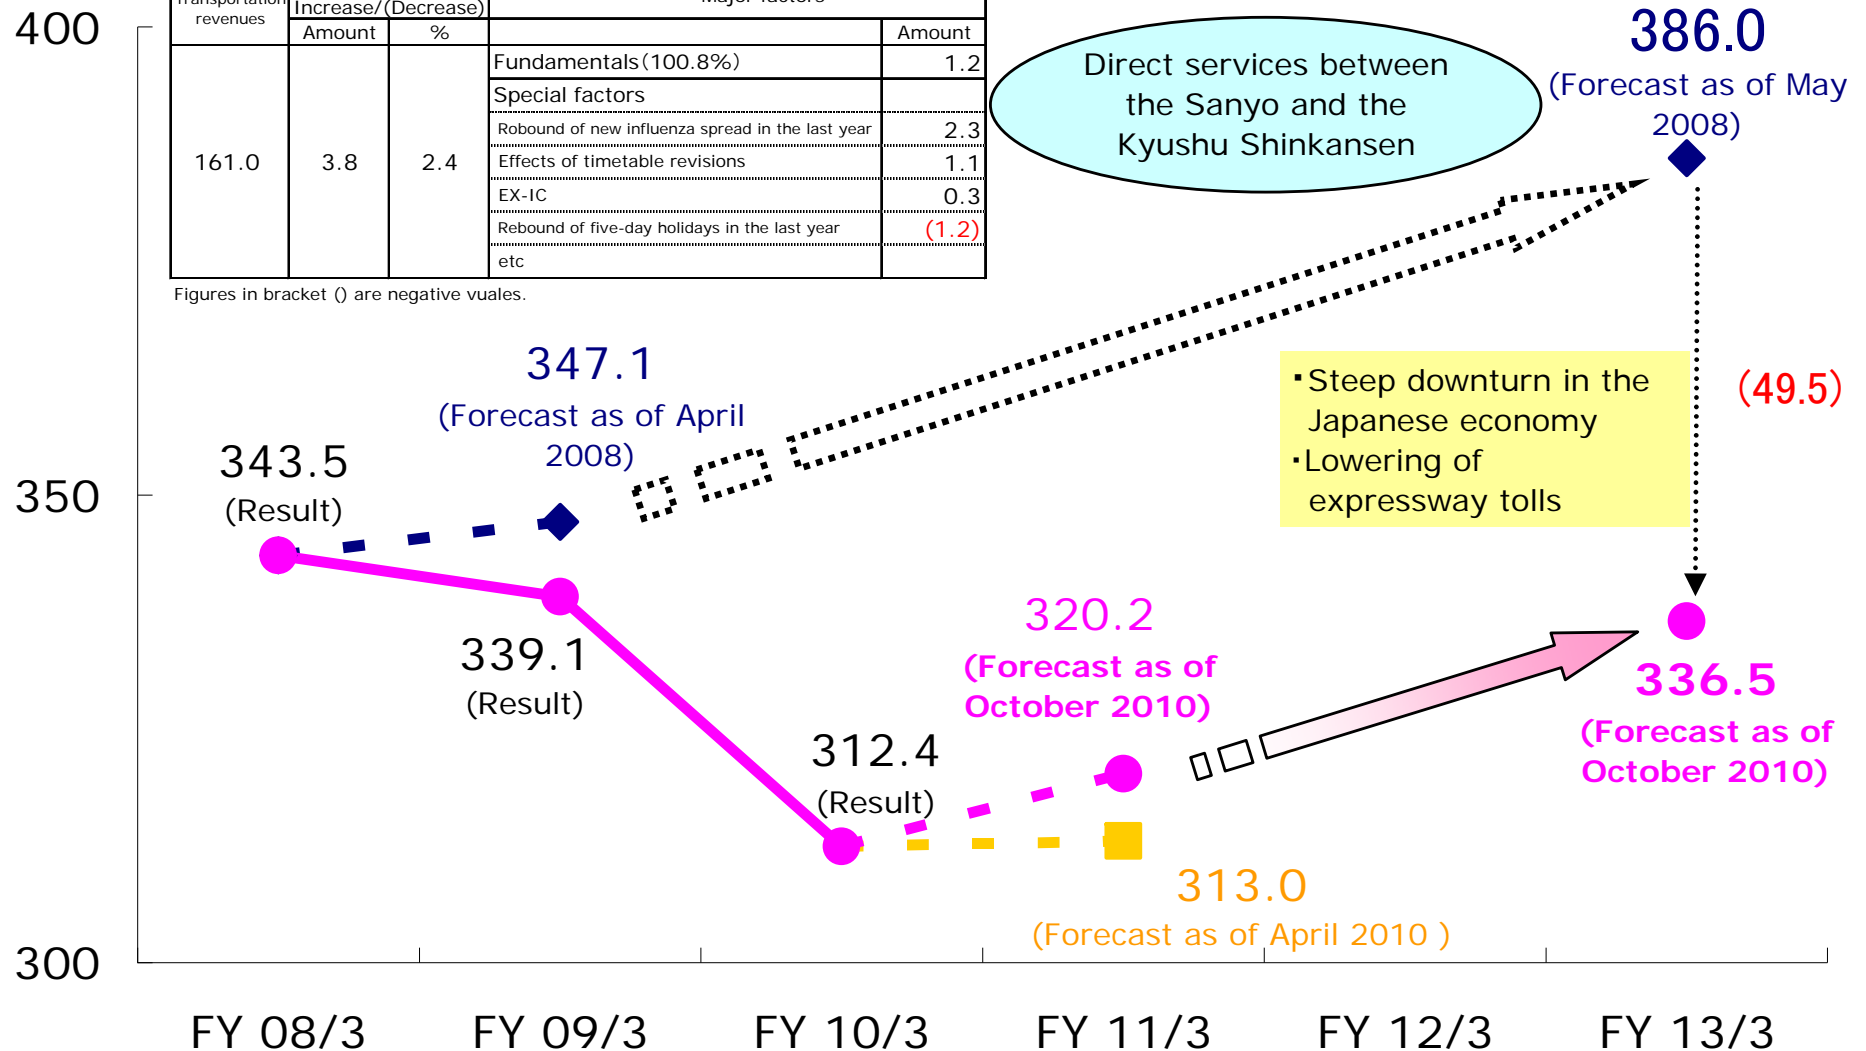 400
Transportation
revenues
Increase/(Decrease)
Major factors
Amount
%
Amount
Fundamentals(100.8%)
1.2
Special factors
Robound of new influenza spread in the last year
2.3
161.0
3.8
2.4
Effects of timetable revisions
1.1
EX-IC
0.3
Rebound of five-day holidays in the last year
(1.2)
etc
Figures in bracket () are negative vuales.
Direct services between
the Sanyo and the
Kyushu Shinkansen
386.0
(Forecast as of May
2008)
347.1
(Forecast as of April
2008)
343.5
(Result)
350
▪Steep downturn in the
Japanese economy
▪Lowering of
expressway tolls
(49.5)
339.1
(Result)
320.2
(Forecast as of
October 2010)
336.5
(Forecast as of
October 2010)
312.4
(Result)
313.0
(Forecast as of April 2010 )
300
FY 08/3
FY 09/3
FY 10/3
FY 11/3
FY 12/3
FY 13/3